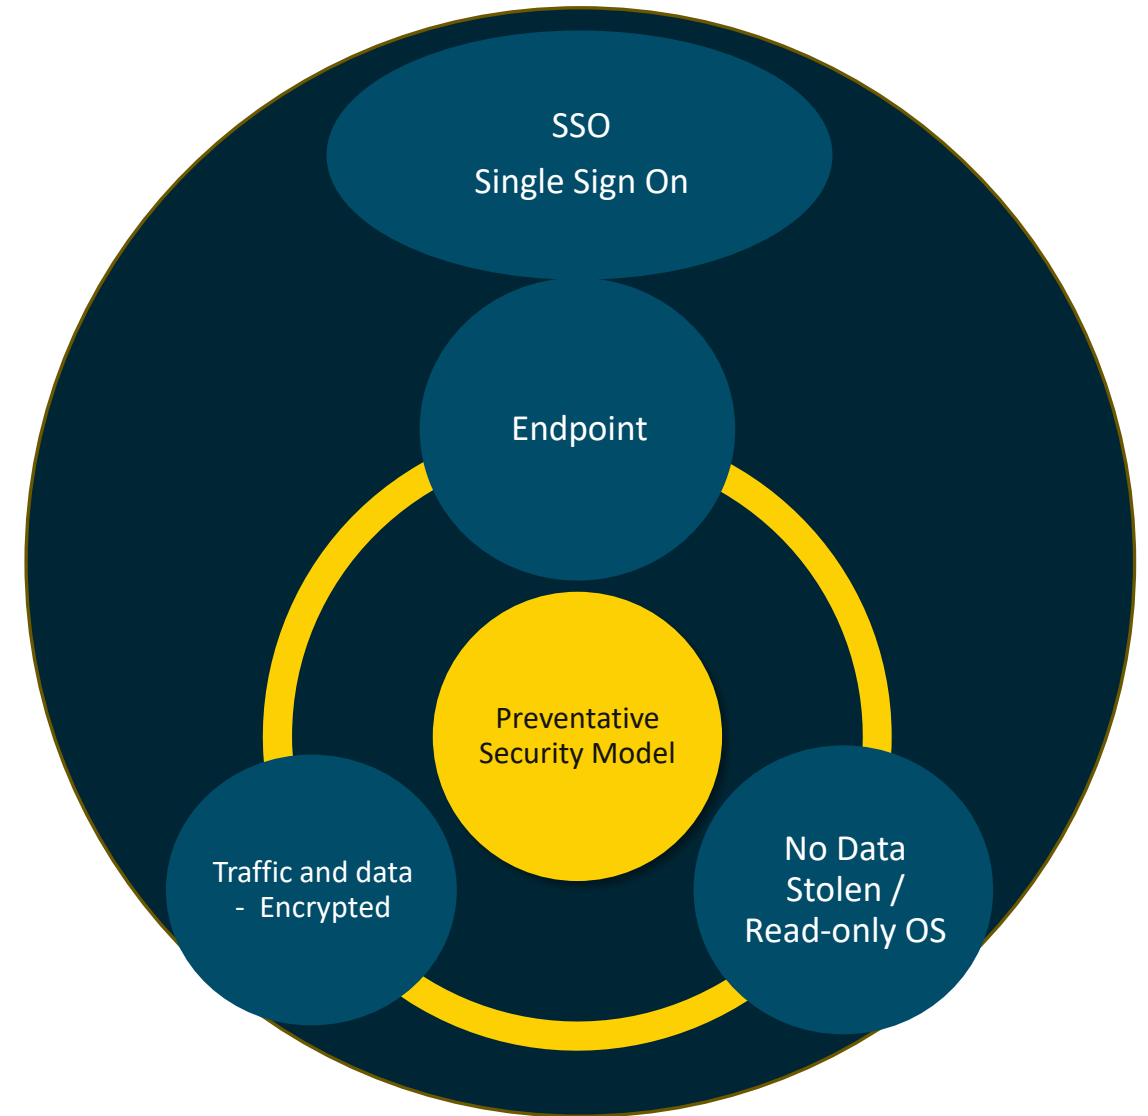 SSO
Single Sign On
Endpoint
Preventative
Security Model
Traffic and data
- Encrypted
No Data
Stolen /
Read-only OS